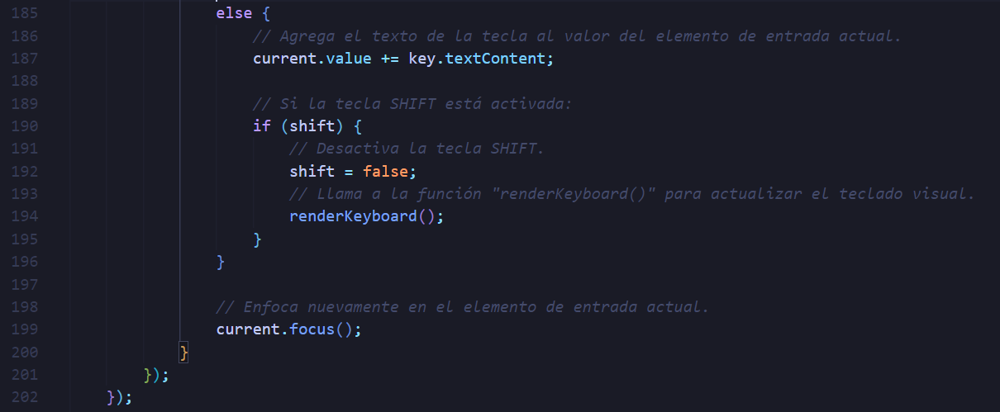 185 else {
186 // Agrega el texto de la tecla al valor del elemento de entrada actual.
187 current.value += key.textContent;
188
189 // Si la tecla SHIFT está activada:
190 if (shift) {
191 // Desactiva la tecla SHIFT.
192 shift = false;
193 // Llama a la función "renderKeyboard()" para actualizar el teclado visual.
194 renderKeyboard();
195 }
196 }
197
198 // Enfoca nuevamente en el elemento de entrada actual.
199 current.focus();
200 }
201 });
202 });